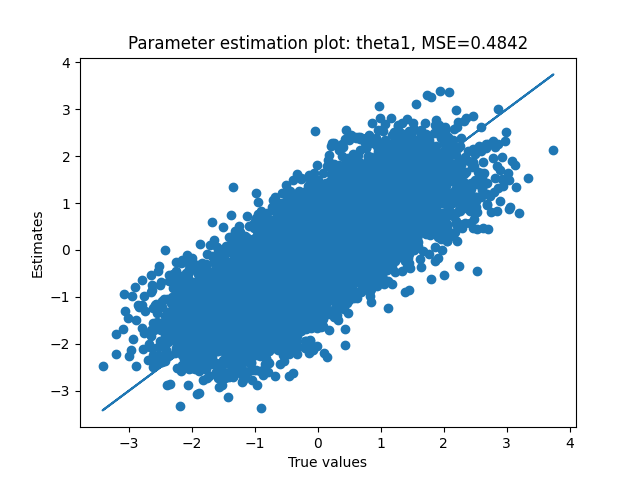 Parameter estimation plot: theta1, MSE=0.4842
4
3
2
1
0
−1
−2
−3
Estimates
−3 −2 −1 0 1 2 3 4
True values